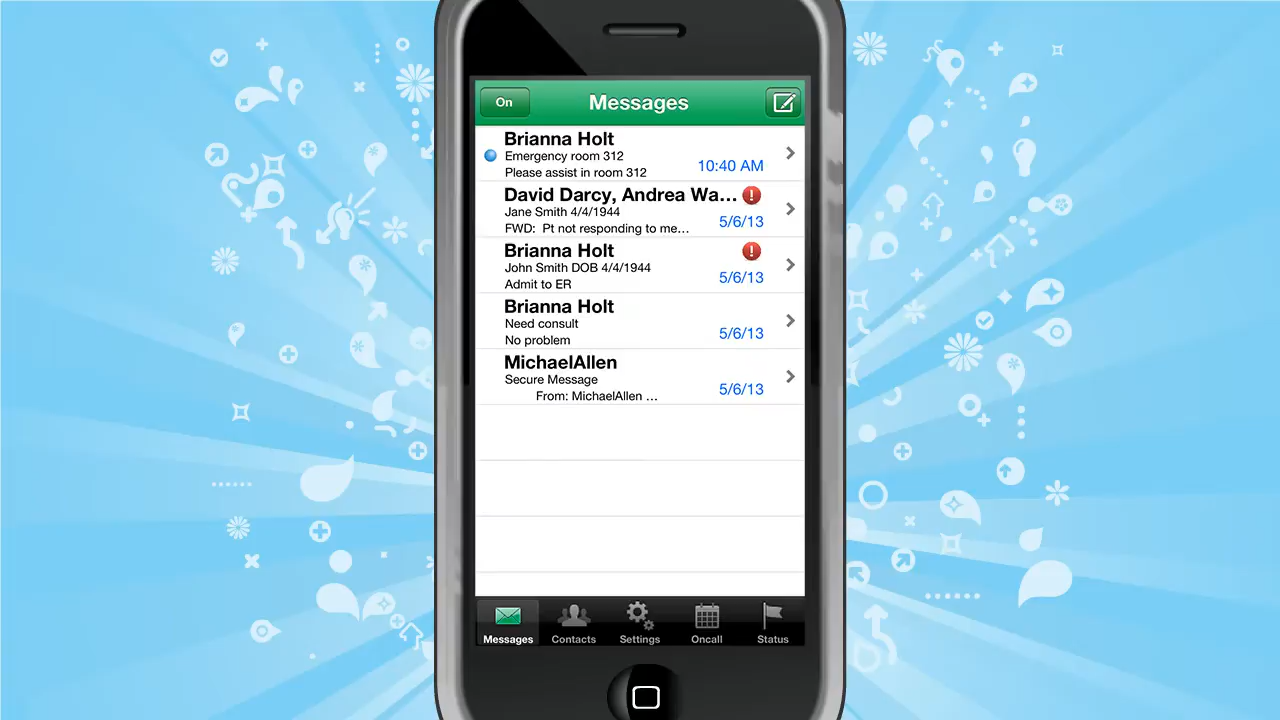 On
Messages
Brianna Holt
Emergency room 312
Please assist in room 312
10:40 AM
David Darcy, Andrea Wa...
Jane Smith 4/4/1944
FWD: Pt not responding to me...
5/6/13
Brianna Holt
John Smith DOB 4/4/1944
Admit to ER
5/6/13
Brianna Holt
Need consult
No problem
5/6/13
MichaelAllen
Secure Message
From: MichaelAllen ...
5/6/13
Messages
Contacts
Settings
Oncall
Status